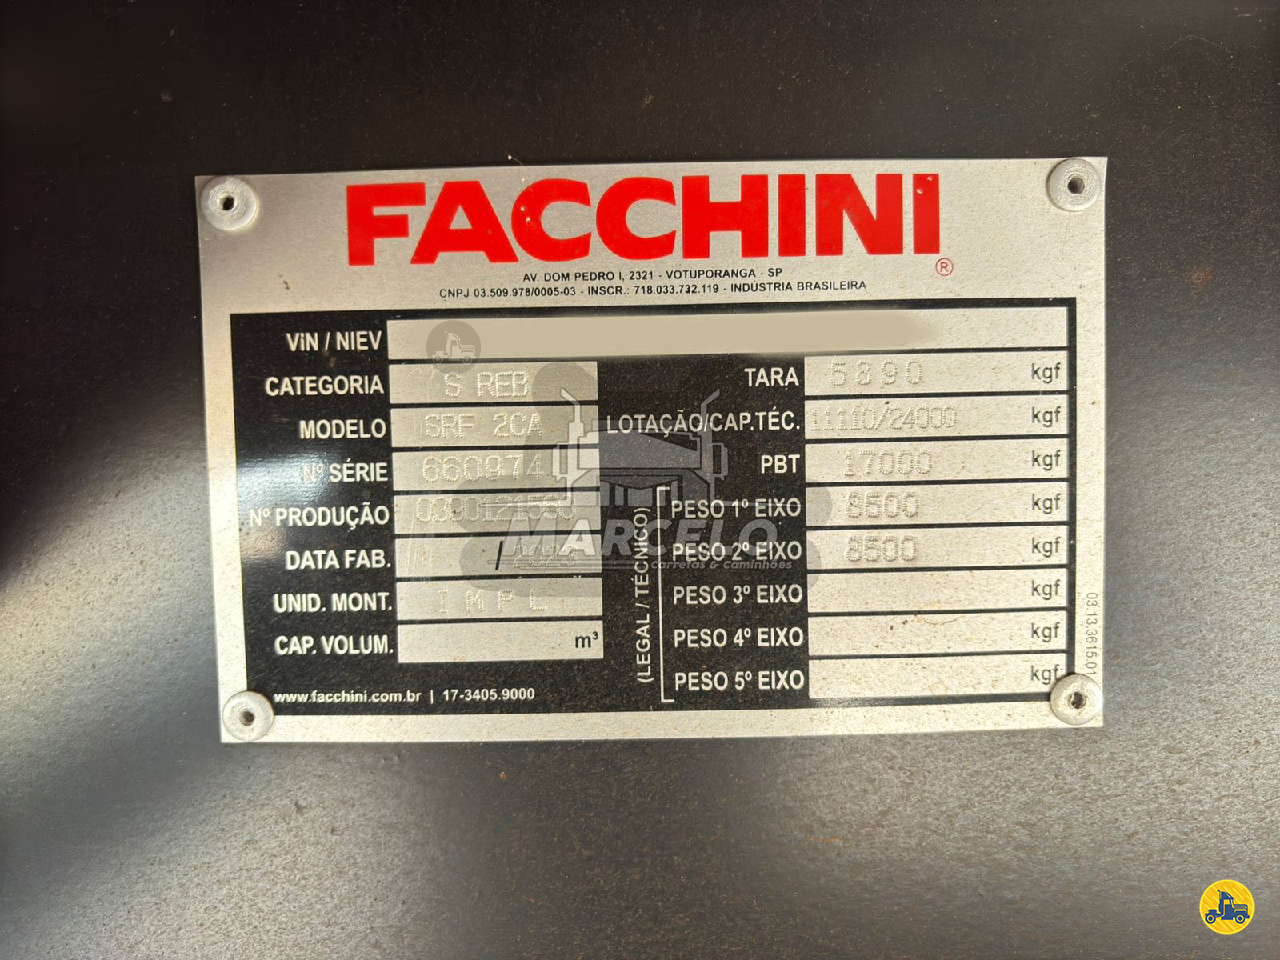 FACCHINI
®
AV. DOM PEDRO I, 2321 - VOTUPORANGA - SP
CNPJ 03.509.978/0005-03 - INSCR.: 718.033.732.119 - INDÚSTRIA BRASILEIRA
VIN / NIEV
CATEGORIA S REB
MODELO SRF 2CA
Nº SÉRIE 660974
Nº PRODUÇÃO
DATA FAB. /
UNID. MONT. IMPL
CAP. VOLUM. m³
www.facchini.com.br | 17-3405.9000
TARA 5890 kgf
LOTAÇÃO/CAP.TÉC. 11110/24000 kgf
PBT 17000 kgf
(LEGAL / TÉCNICO)
PESO 1º EIXO 8500 kgf
PESO 2º EIXO 8500 kgf
PESO 3º EIXO kgf
PESO 4º EIXO kgf
PESO 5º EIXO kgf
03.13.3615.01
MARCELO
carretas & Caminhões